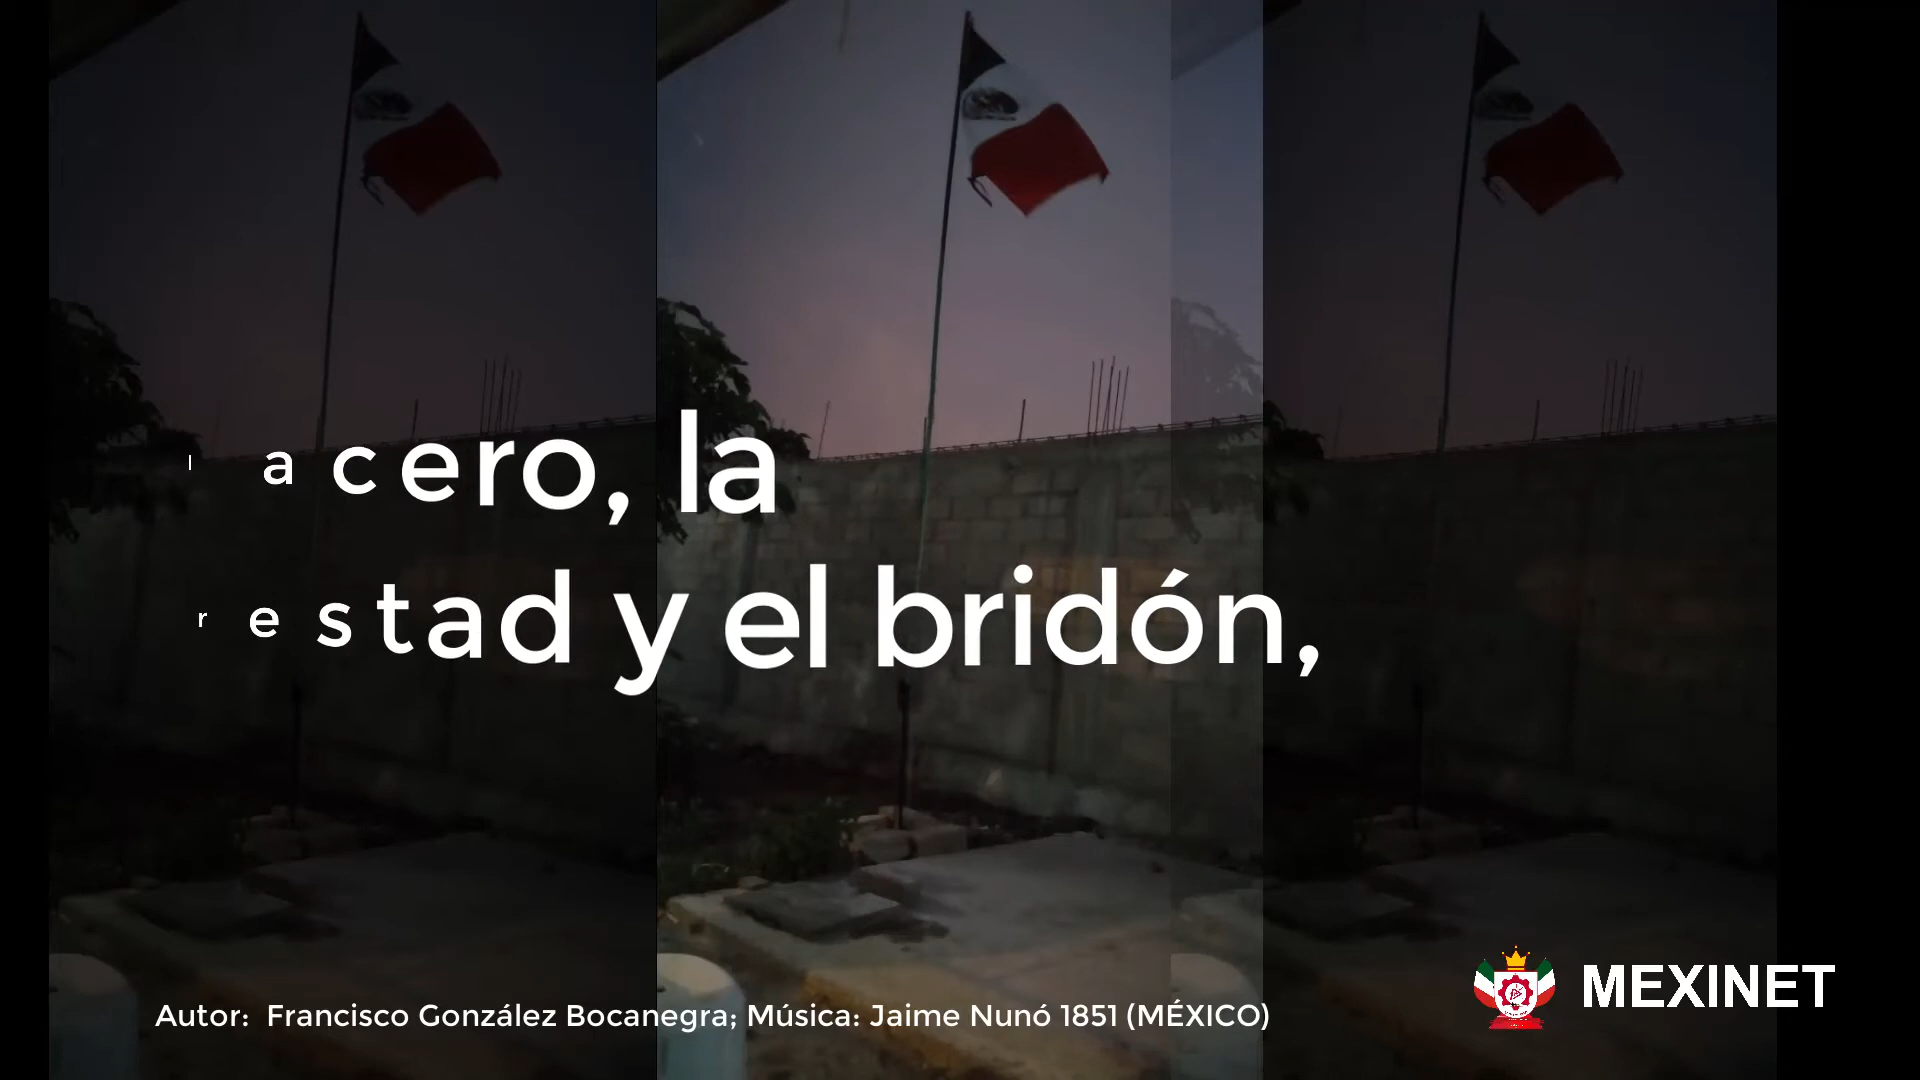 l acero, la
restad y el bridón,
Autor: Francisco González Bocanegra; Música: Jaime Nunó 1851 (MÉXICO)
MEXINET